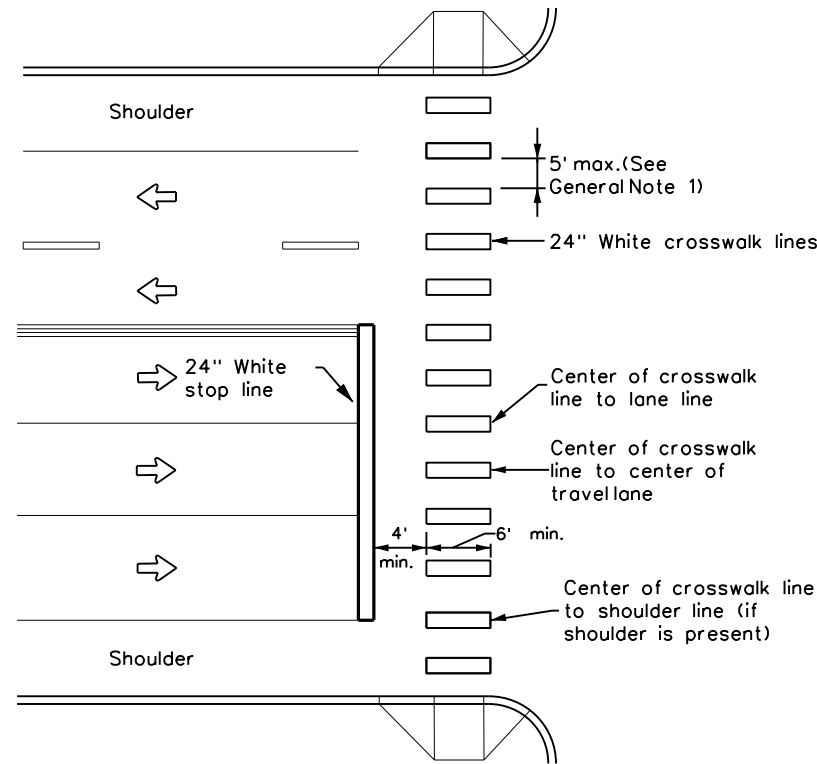 Shoulder
5' max.(See
General Note 1)
24" White crosswalk lines
24" White
stop line
Center of crosswalk
line to lane line
Center of crosswalk
line to center of
travel lane
4'
min.
6' min.
Center of crosswalk line
to shoulder line (if
shoulder is present)
Shoulder